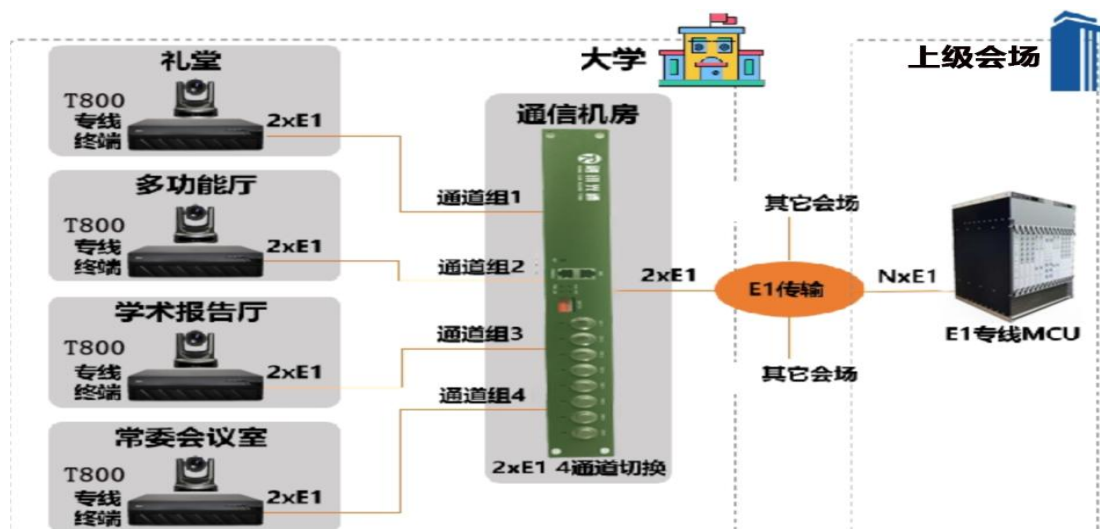 礼堂
T800
专线
终端
2xE1
多功能厅
专线
终端
2xE1
学术报告厅
T800
专线
终端
2xE1
常委会议室
T800
专线
终端
2xE1
大学
通信机房
通道组1
通道组2
通道组3
通道组4
2xE1 4通道切换
2xE1
E1传输
其它会场
其它会场
上级会场
NxE1
E1专线MCU